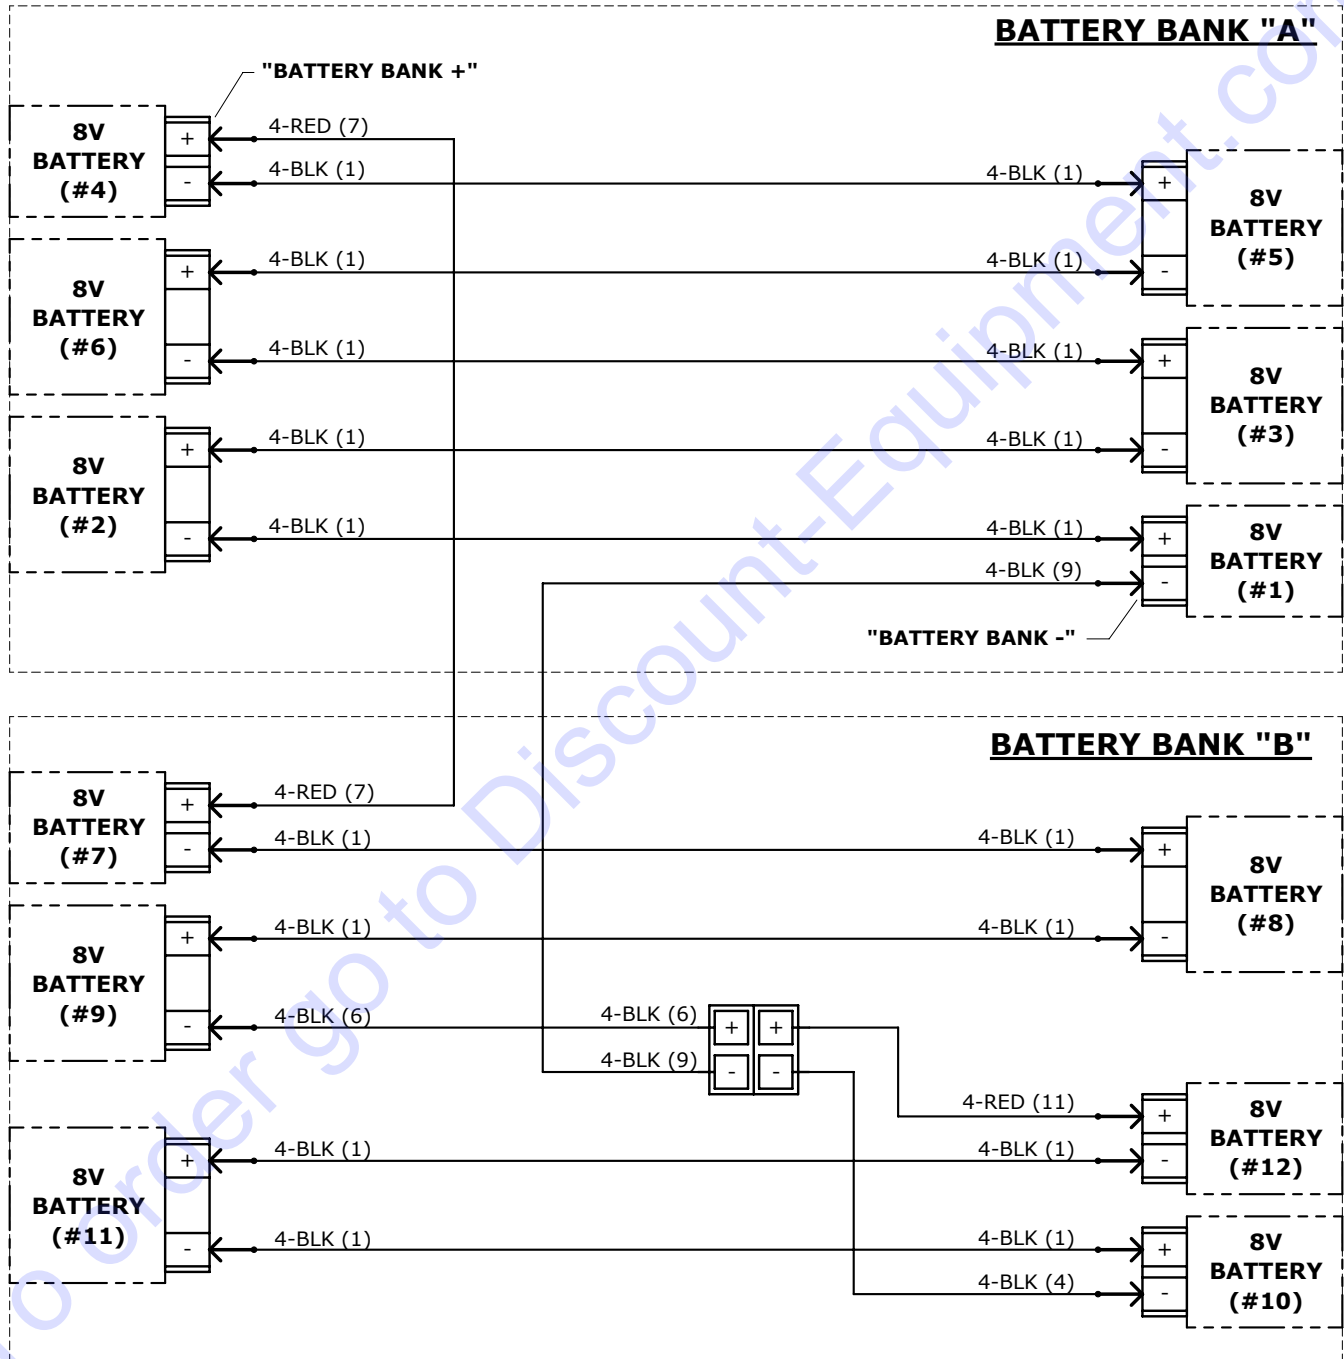 BATTERY BANK "A"
"BATTERY BANK +"
8V
BATTERY
(#4)
+
-
4-RED (7)
4-BLK (1)
4-BLK (1)
+
-
8V
BATTERY
(#5)
8V
BATTERY
(#6)
+
-
4-BLK (1)
4-BLK (1)
4-BLK (1)
4-BLK (1)
+
-
8V
BATTERY
(#3)
8V
BATTERY
(#2)
+
-
4-BLK (1)
4-BLK (1)
4-BLK (1)
4-BLK (1)
4-BLK (9)
+
-
8V
BATTERY
(#1)
"BATTERY BANK -"
BATTERY BANK "B"
8V
BATTERY
(#7)
+
-
4-RED (7)
4-BLK (1)
4-BLK (1)
4-BLK (1)
+
-
8V
BATTERY
(#8)
8V
BATTERY
(#9)
+
-
4-BLK (1)
4-BLK (6)
4-BLK (6)
4-BLK (9)
+ +
- -
4-RED (11)
4-BLK (1)
+
-
8V
BATTERY
(#12)
8V
BATTERY
(#11)
+
-
4-BLK (1)
4-BLK (1)
4-BLK (1)
4-BLK (4)
+
-
8V
BATTERY
(#10)
o order go to Discount-Equipment.com